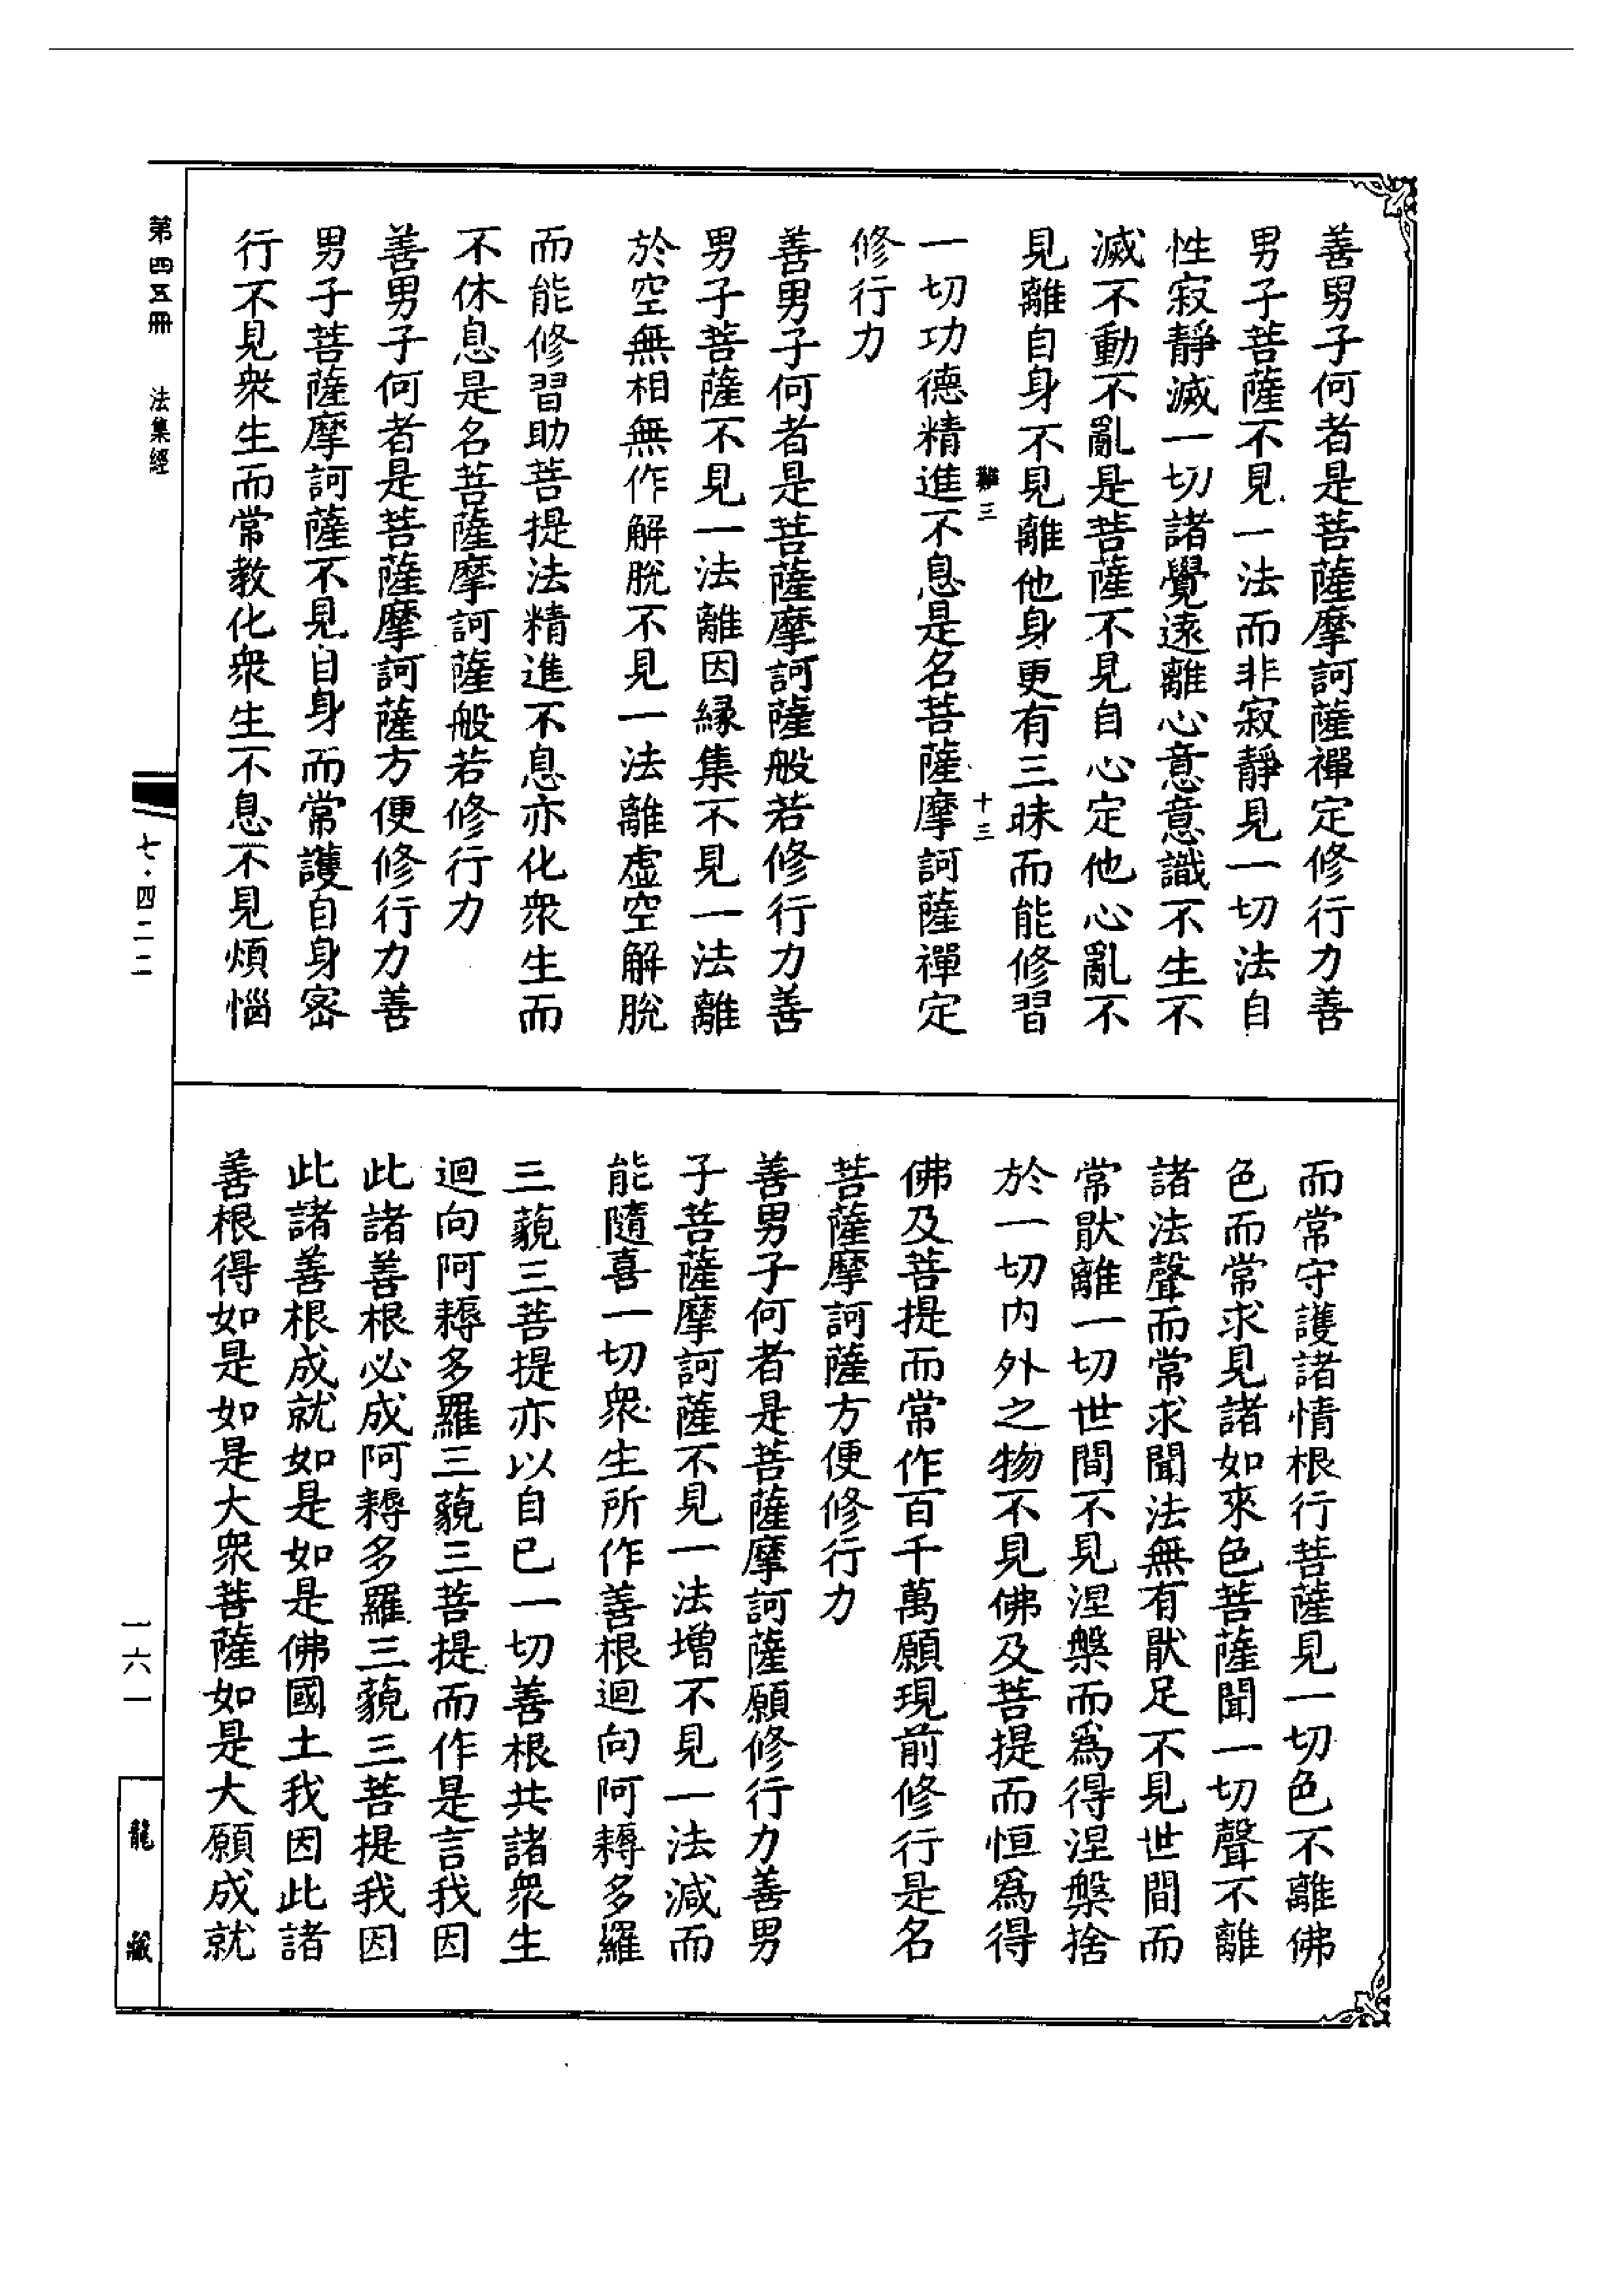 善男子何者是菩薩摩訶薩禪定修行力善
男子菩薩不見一法而非寂靜見一切法自
性寂靜滅一切諸覺遠離心意意識不生不
滅不動不亂是菩薩不見自心定他心亂不
見離自身不見離他身更有三昧而能修習
難三 十三
一切功德精進不息是名菩薩摩訶薩禪定
修行力
善男子何者是菩薩摩訶薩般若修行力善
男子菩薩不見一法離因緣集不見一法離
於空無相無作解脫不見一法離虛空解脫
而能修習助菩提法精進不息亦化衆生而
不休息是名菩薩摩訶薩般若修行力
善男子何者是菩薩摩訶薩方便修行力善
男子菩薩摩訶薩不見自身而常護自身密
行不見衆生而常教化衆生不息不見煩惱
而常守護諸情根行菩薩見一切色不離佛
色而常求見諸如來色菩薩聞一切聲不離
諸法聲而常求聞法無有猒足不見世間而
常猒離一切世間不見涅槃而爲得涅槃捨
於一切内外之物不見佛及菩提而恒爲得
佛及菩提而常作百千萬願現前修行是名
菩薩摩訶薩方便修行力
善男子何者是菩薩摩訶薩願修行力善男
子菩薩摩訶薩不見一法增不見一法減而
能隨喜一切衆生所作善根迴向阿耨多羅
三藐三菩提亦以自已一切善根共諸衆生
迴向阿耨多羅三藐三菩提而作是言我因
此諸善根必成阿耨多羅三藐三菩提我因
此諸善根成就如是如是佛國土我因此諸
善根得如是如是大衆菩薩如是大願成就
第四五冊 法集經
七·四二二
一六一
龍藏